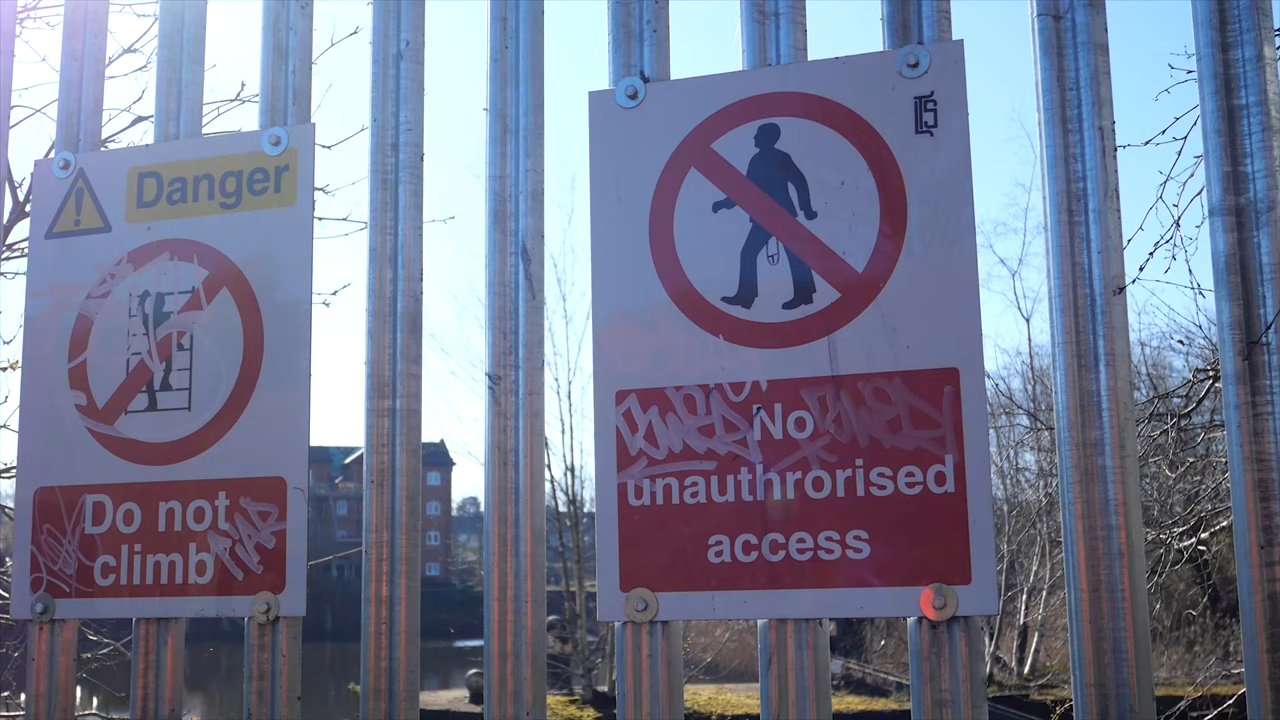 Danger
Do not
climb
No
unauthrorised
access